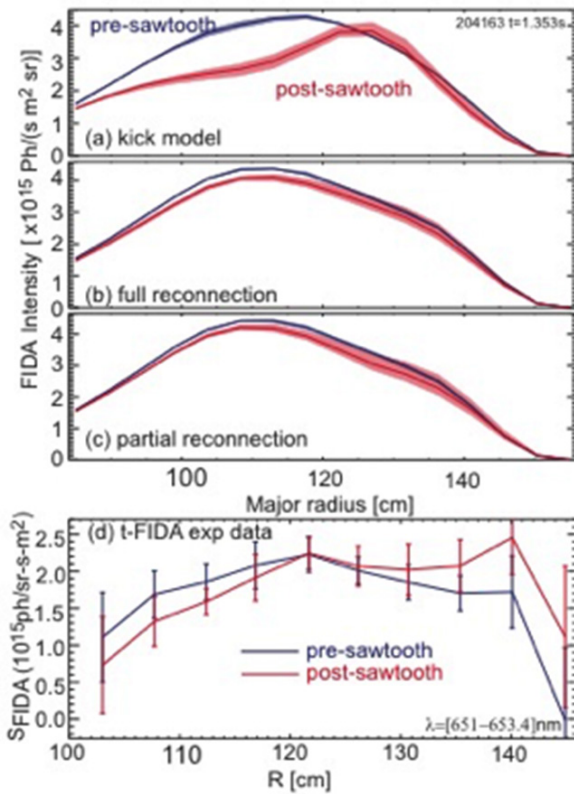 4
3
2
1
0
pre-sawtooth
204163 t=1.353s
post-sawtooth
(a) kick model
FIDA Intensity [ x10^15 Ph/(s m^2 sr)]
4
3
2
1
0
(b) full reconnection
4
3
2
1
0
(c) partial reconnection
100 120 140
Major radius [cm]
(d) t-FIDA exp data
S_FIDA (10^15ph/sr-s-m^2)
2.5
2.0
1.5
1.0
0.5
0.0
pre-sawtooth
post-sawtooth
λ=[651−653.4]nm
100 110 120 130 140
R [cm]